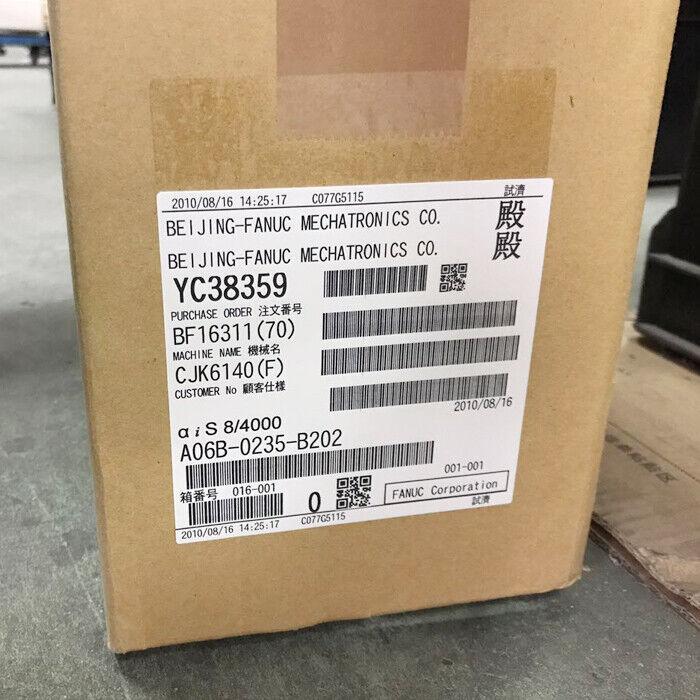 2010/08/16 14:25:17 C077G5115 試濟
BEIJING-FANUC MECHATRONICS CO. 殿
BEIJING-FANUC MECHATRONICS CO. 殿
YC38359
PURCHASE ORDER 注文番号
BF16311(70)
MACHINE NAME 機械名
CJK6140(F)
CUSTOMER No 顧客仕様
2010/08/16
αiS 8/4000
A06B-0235-B202
001-001
箱番号 016-001
0 FANUC Corporation
2010/08/16 14:25:17 C077G5115 試濟